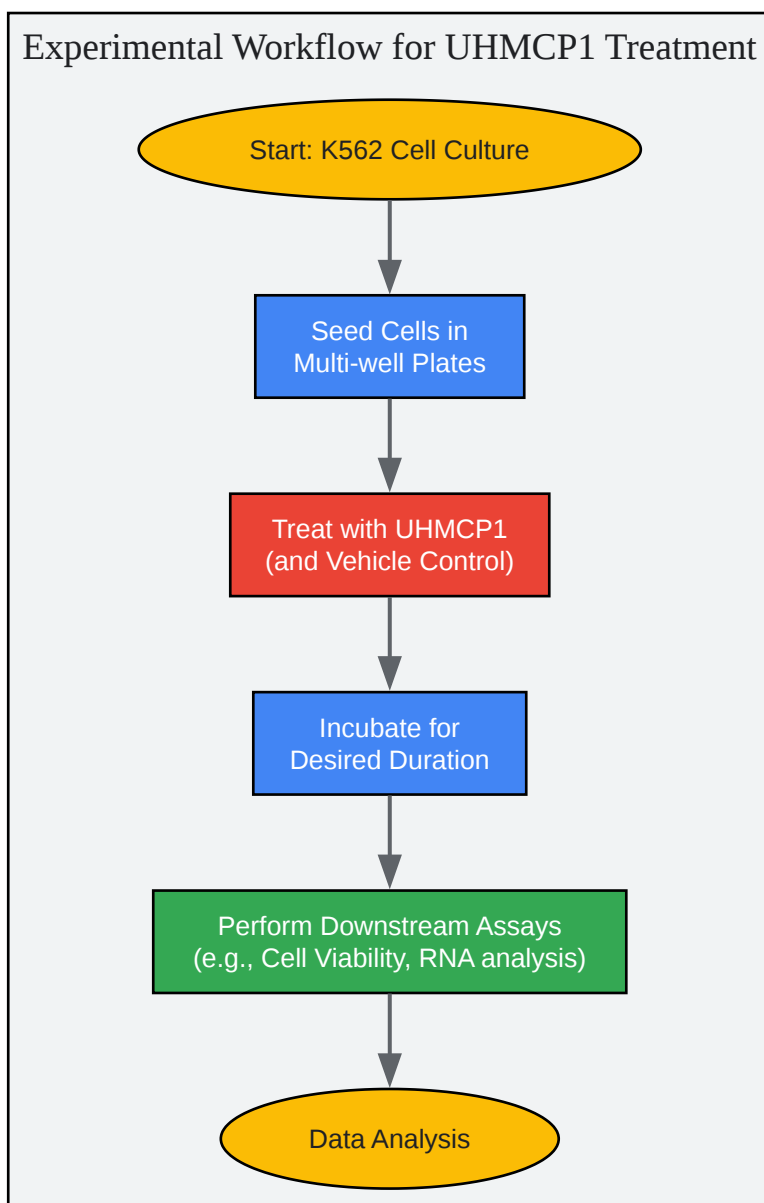 Experimental Workflow for UHMCP1 Treatment
Start: K562 Cell Culture
Seed Cells in
Multi-well Plates
Treat with UHMCP1
(and Vehicle Control)
Incubate for
Desired Duration
Perform Downstream Assays
(e.g., Cell Viability, RNA analysis)
Data Analysis